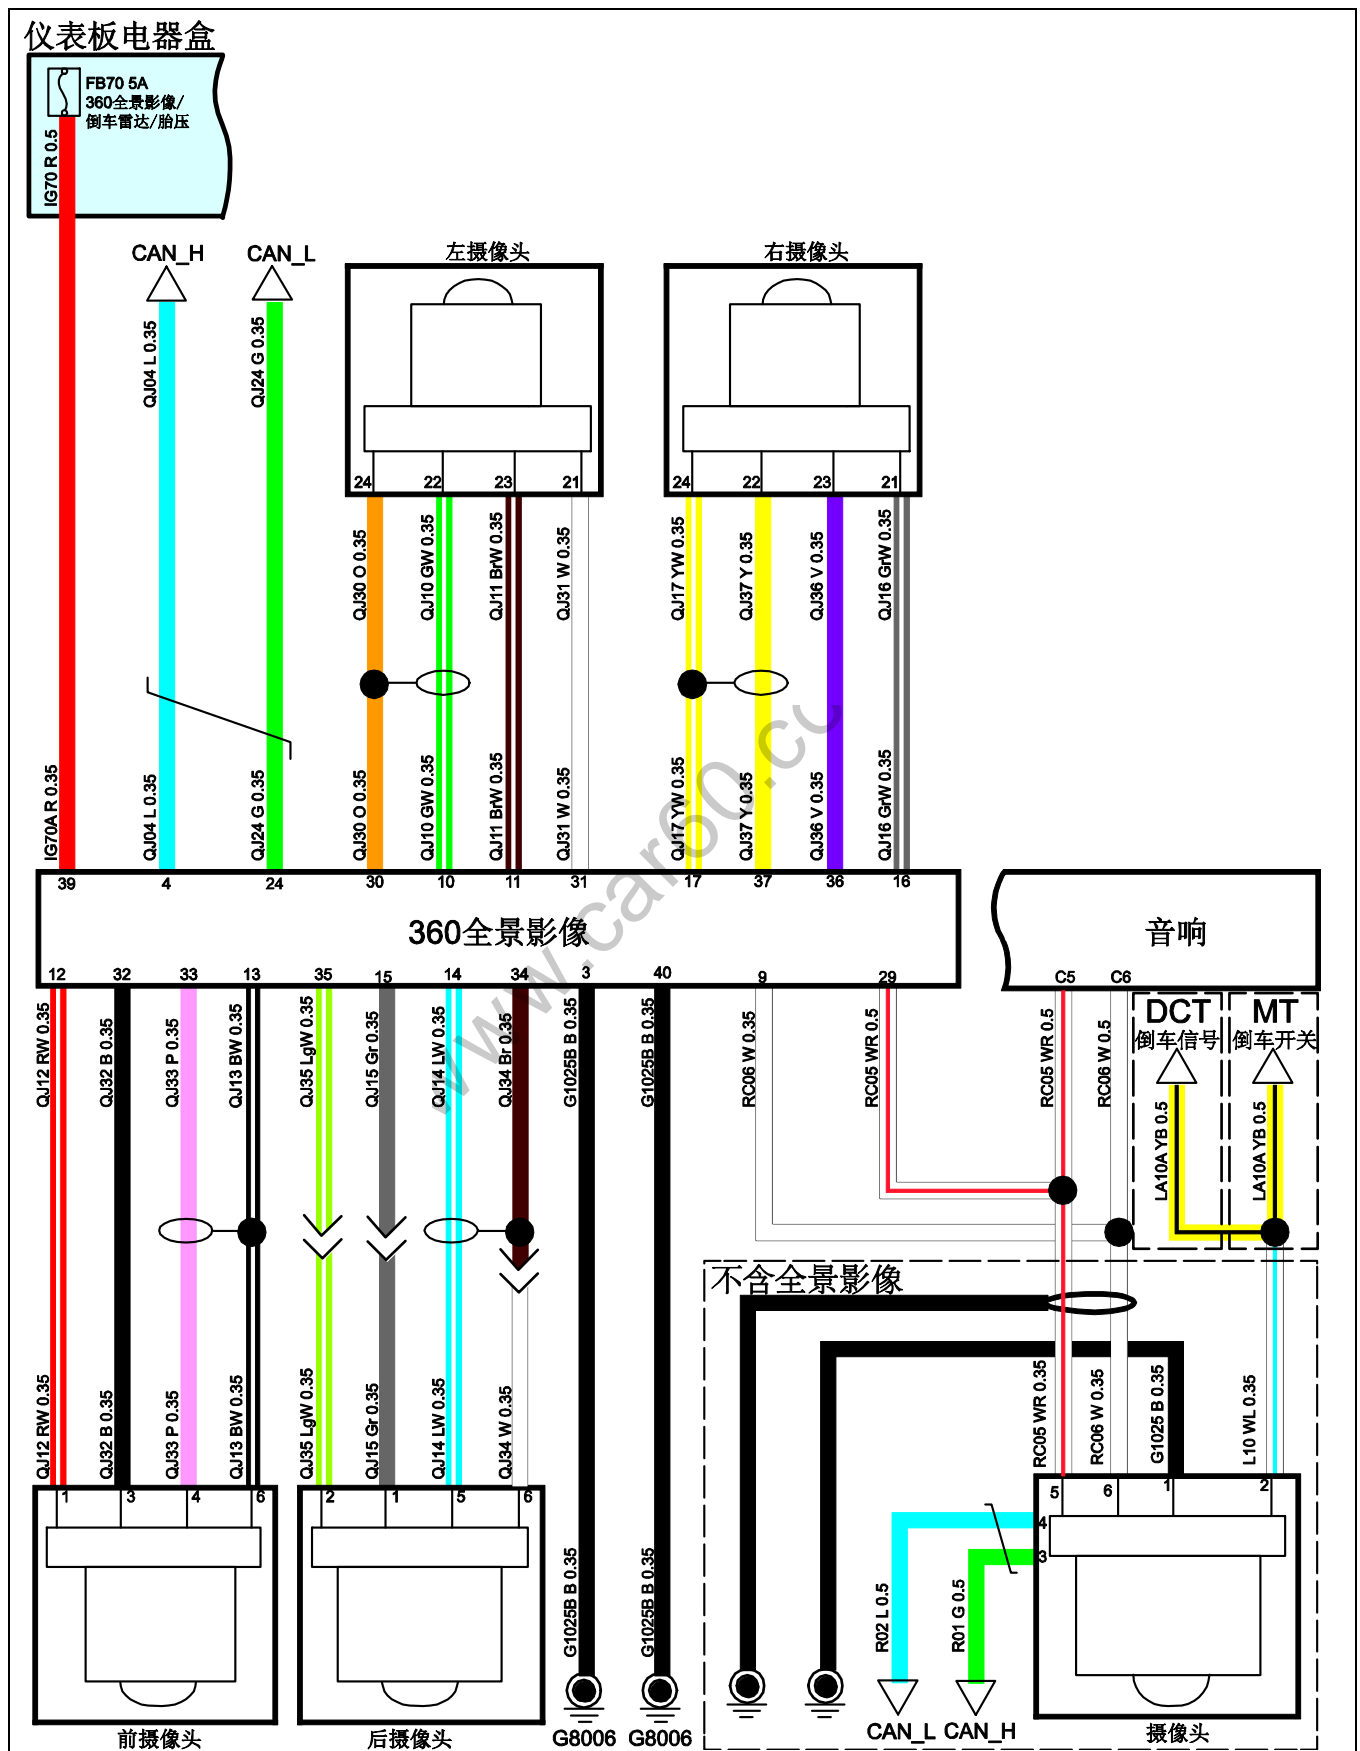 仪表板电器盒
FB70 5A
360全景影像/
倒车雷达/胎压
IG70 R 0.5
CAN_H
CAN_L
左摄像头
右摄像头
QJ04 L 0.35
QJ24 G 0.35
24 22 23 21
24 22 23 21
QJ30 O 0.35
QJ10 GW 0.35
QJ11 BrW 0.35
QJ31 W 0.35
QJ17 YW 0.35
QJ37 Y 0.35
QJ36 V 0.35
QJ16 GrW 0.35
IG70A R 0.35
QJ04 L 0.35
QJ24 G 0.35
QJ30 O 0.35
QJ10 GW 0.35
QJ11 BrW 0.35
QJ31 W 0.35
QJ17 YW 0.35
QJ37 Y 0.35
QJ36 V 0.35
QJ16 GrW 0.35
39 4 24 30 10 11 31 17 37 36 16
360全景影像
音响
www.car60.cc
12 32 33 13 35 15 14 34 3 40 9 29
C5 C6
DCT
倒车信号
MT
倒车开关
QJ12 RW 0.35
QJ32 B 0.35
QJ33 P 0.35
QJ13 BW 0.35
QJ35 LgW 0.35
QJ15 Gr 0.35
QJ14 LW 0.35
QJ34 Br 0.35
G1025B B 0.35
G1025B B 0.35
RC06 W 0.35
RC05 WR 0.5
RC05 WR 0.5
RC06 W 0.5
LA10A YB 0.5
LA10A YB 0.5
不含全景影像
QJ12 RW 0.35
QJ32 B 0.35
QJ33 P 0.35
QJ13 BW 0.35
QJ35 LgW 0.35
QJ15 Gr 0.35
QJ14 LW 0.35
QJ34 W 0.35
RC05 WR 0.35
RC06 W 0.35
G1025 B 0.35
L10 WL 0.35
1 3 4 6
2 1 5 6
5 6 1 2
4
3
G1025B B 0.35
G1025B B 0.35
R02 L 0.5
R01 G 0.5
前摄像头
后摄像头
G8006
G8006
CAN_L
CAN_H
摄像头